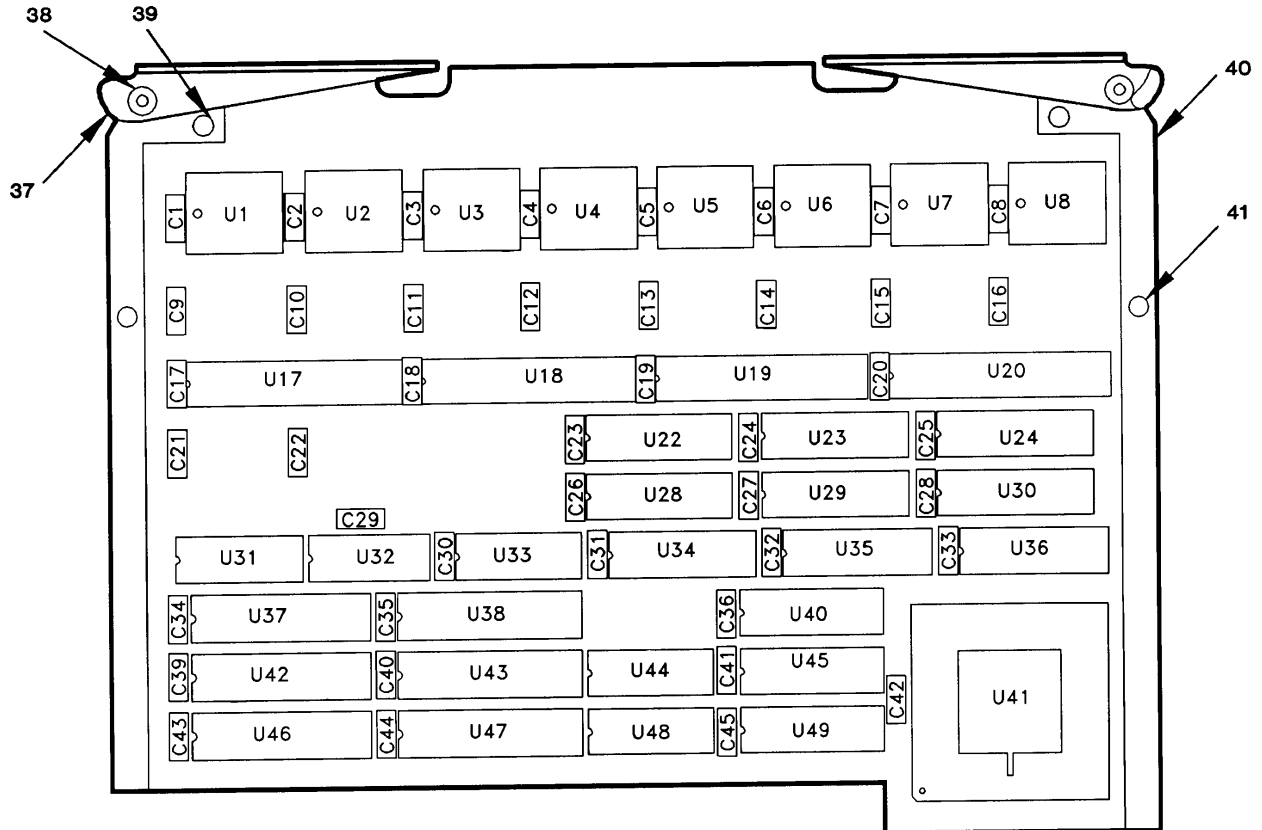 38 39
40
37
C1 U1 C2 U2 C3 U3 C4 U4 C5 U5 C6 U6 C7 U7 C8 U8
41
C9 C10 C11 C12 C13 C14 C15 C16
C17 U17 C18 U18 C19 U19 C20 U20
C21 C22 C23 U22 C24 U23 C25 U24
C26 U28 C27 U29 C28 U30
C29
U31 U32 C30 U33 C31 U34 C32 U35 C33 U36
C34 U37 C35 U38 C36 U40
C39 U42 C40 U43 U44 C41 U45 C42 U41
C43 U46 C44 U47 U48 C45 U49